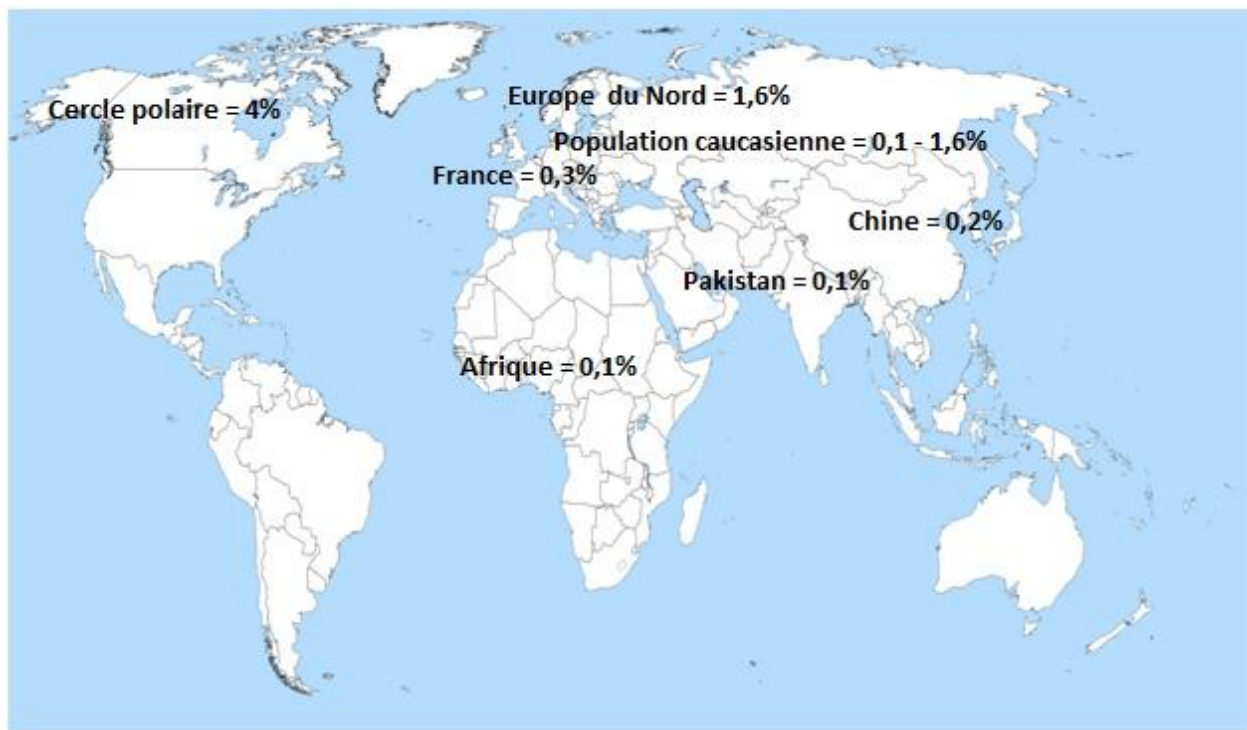 Europe  du Nord = 1,6%
Cercle polaire = 4%
Population caucasienne = 0,1 - 1,6%
France = 0,3%
Chine = 0,2%
Pakistan = 0,1%
Afrique = 0,1%